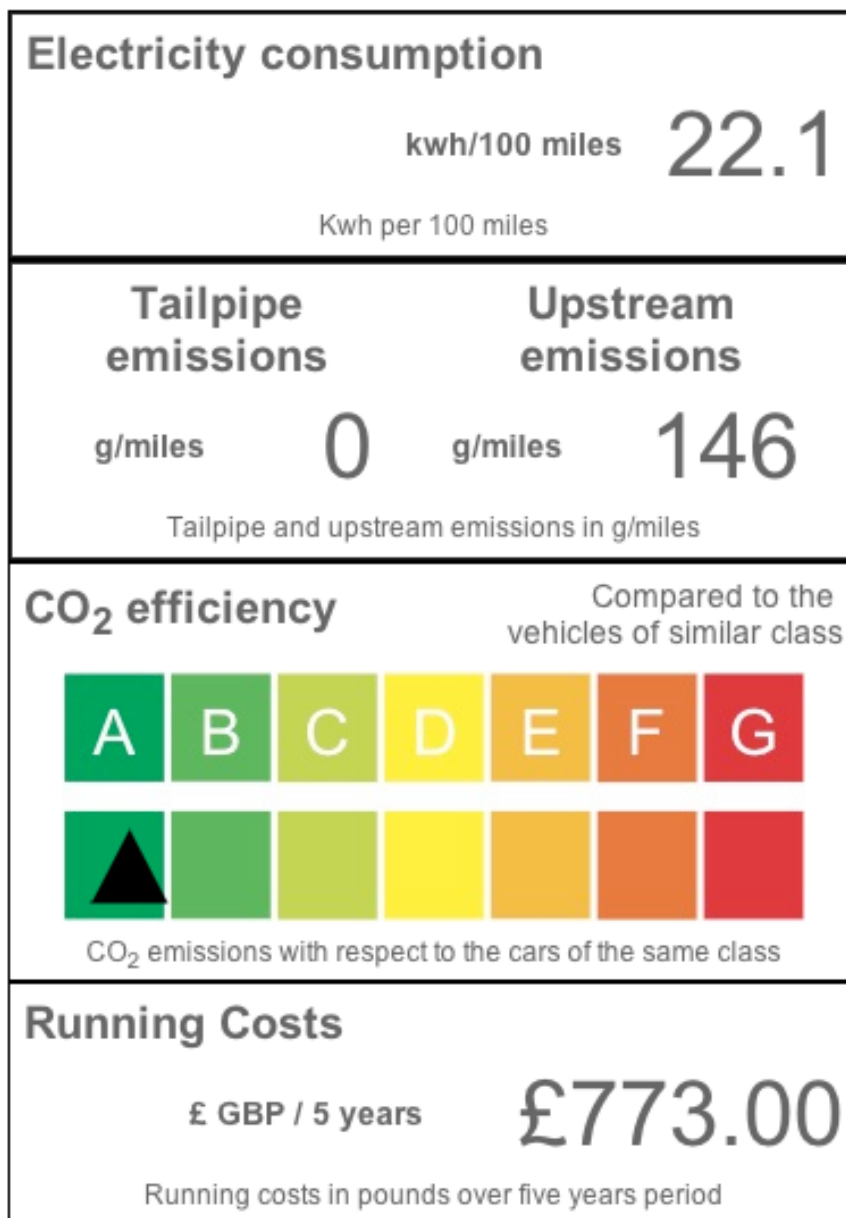 Electricity consumption
kwh/100 miles 22.1
Kwh per 100 miles
Tailpipe emissions
Upstream emissions
g/miles 0
g/miles 146
Tailpipe and upstream emissions in g/miles
CO₂ efficiency
Compared to the
vehicles of similar class
A B C D E F G
CO₂ emissions with respect to the cars of the same class
Running Costs
£ GBP / 5 years £773.00
Running costs in pounds over five years period